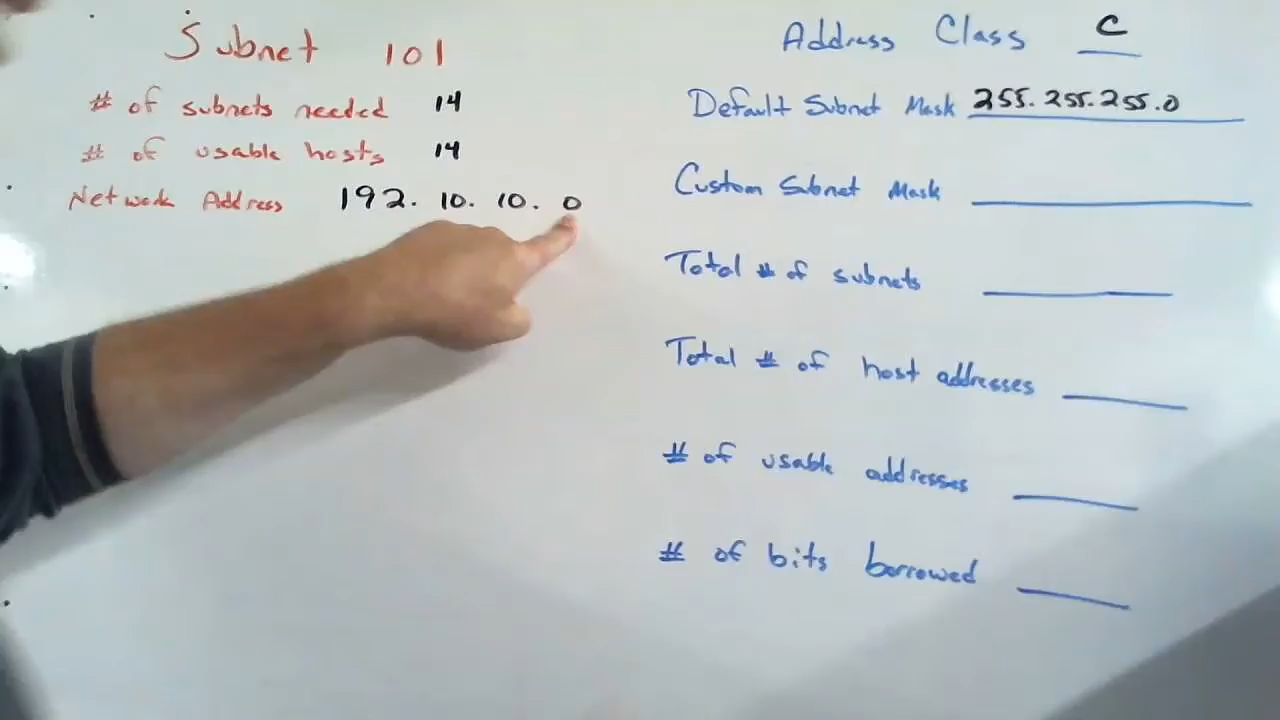 Subnet 101
# of subnets needed 14
# of usable hosts 14
Network Address 192. 10. 10. 0
Address Class C
Default Subnet Mask 255. 255. 255. 0
Custom Subnet Mask
Total # of subnets
Total # of host addresses
# of usable addresses
# of bits borrowed